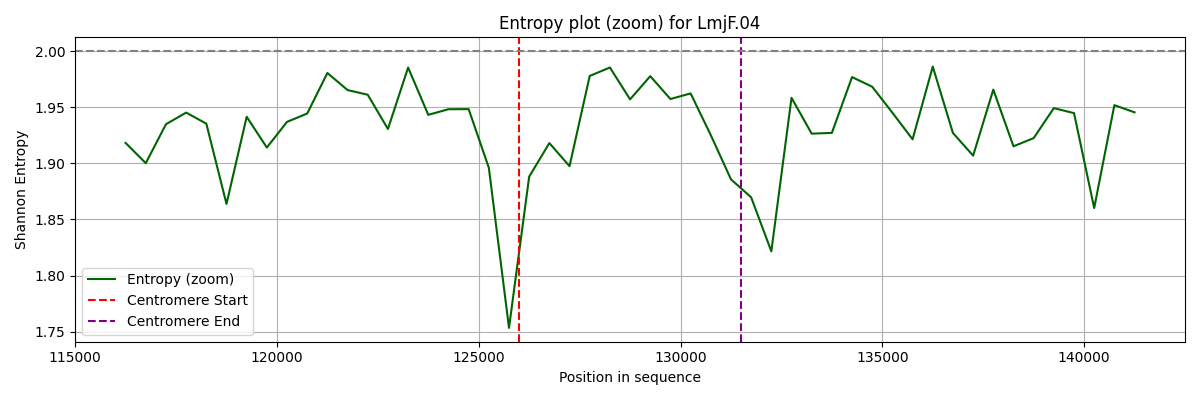 Entropy plot (zoom) for LmjF.04
2.00
1.95
1.90
1.85
1.80
1.75
Shannon Entropy
Entropy (zoom)
Centromere Start
Centromere End
115000 120000 125000 130000 135000 140000
Position in sequence